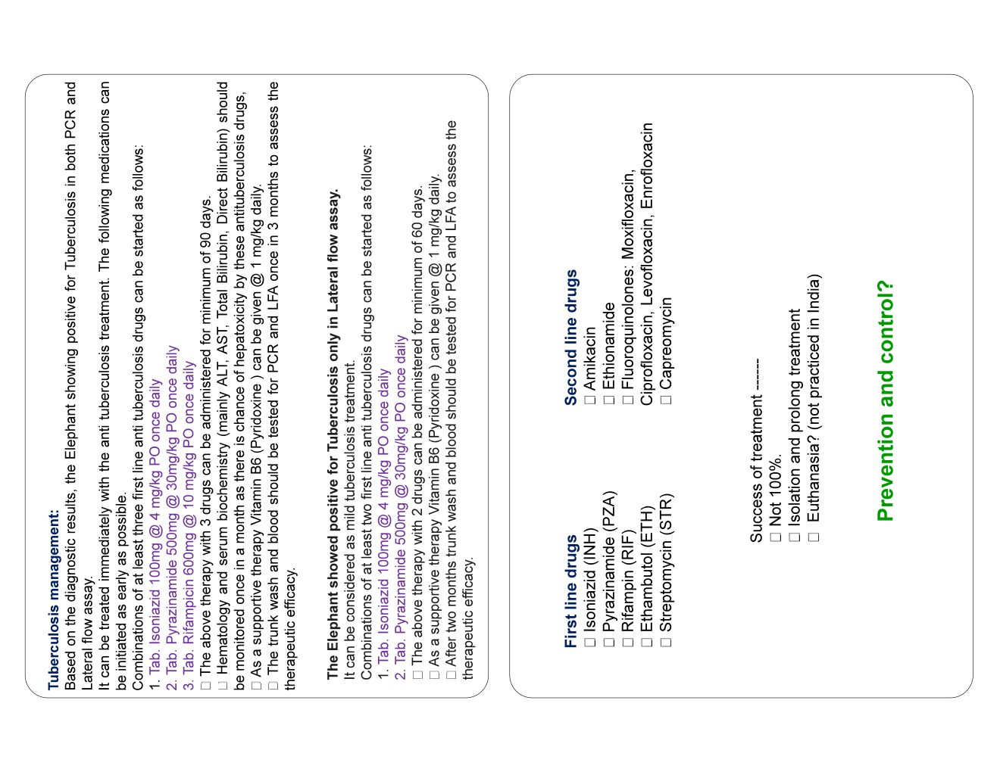 Tuberculosis management:
Based on the diagnostic results, the Elephant showing positive for Tuberculosis in both PCR and
Lateral flow assay.
It can be treated immediately with the anti tuberculosis treatment. The following medications can
be initiated as early as possible.
Combinations of at least three first line anti tuberculosis drugs can be started as follows:
1. Tab. Isoniazid 100mg @ 4 mg/kg PO once daily
2. Tab. Pyrazinamide 500mg @ 30mg/kg PO once daily
3. Tab. Rifampicin 600mg @ 10 mg/kg PO once daily
☐ The above therapy with 3 drugs can be administered for minimum of 90 days.
☐ Hematology and serum biochemistry (mainly ALT, AST, Total Bilirubin, Direct Bilirubin) should
be monitored once in a month as there is chance of hepatoxicity by these antituberculosis drugs,
☐ As a supportive therapy Vitamin B6 (Pyridoxine ) can be given @ 1 mg/kg daily.
☐ The trunk wash and blood should be tested for PCR and LFA once in 3 months to assess the
therapeutic efficacy.
The Elephant showed positive for Tuberculosis only in Lateral flow assay.
It can be considered as mild tuberculosis treatment.
Combinations of at least two first line anti tuberculosis drugs can be started as follows:
1. Tab. Isoniazid 100mg @ 4 mg/kg PO once daily
2. Tab. Pyrazinamide 500mg @ 30mg/kg PO once daily
☐ The above therapy with 2 drugs can be administered for minimum of 60 days.
☐ As a supportive therapy Vitamin B6 (Pyridoxine ) can be given @ 1 mg/kg daily.
☐ After two months trunk wash and blood should be tested for PCR and LFA to assess the
therapeutic efficacy.
First line drugs
☐ Isoniazid (INH)
☐ Pyrazinamide (PZA)
☐ Rifampin (RIF)
☐ Ethambutol (ETH)
☐ Streptomycin (STR)
Second line drugs
☐ Amikacin
☐ Ethionamide
☐ Fluoroquinolones: Moxifloxacin,
Ciprofloxacin, Levofloxacin, Enrofloxacin
☐ Capreomycin
Success of treatment ------
☐ Not 100%.
☐ Isolation and prolong treatment
☐ Euthanasia? (not practiced in India)
Prevention and control?